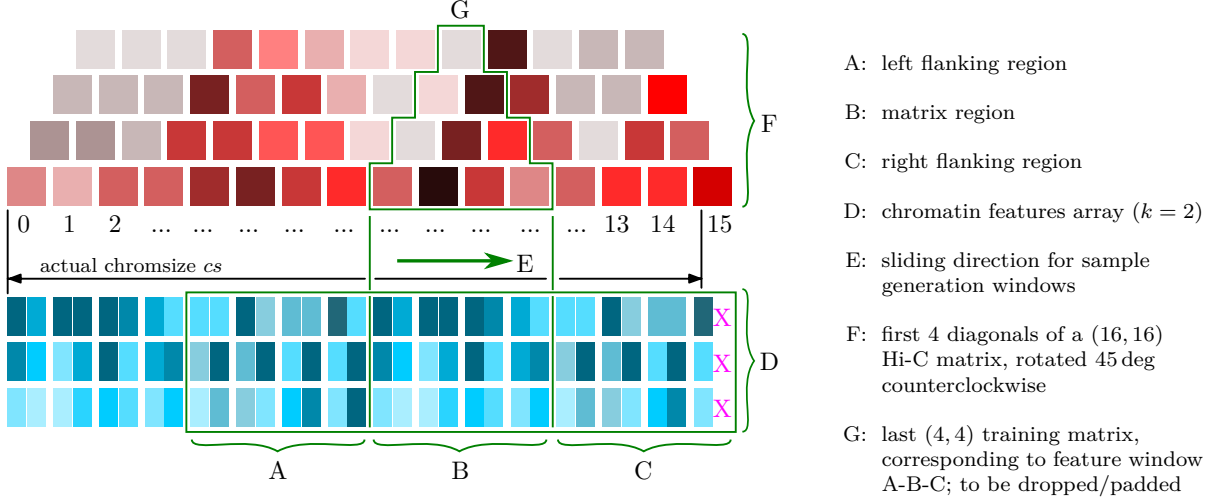 G
F
0 1 2 ... ... ... ... ... ... ... ... ... ... 13 14 15
E
actual chromsize cs
X
X
D
X
A B C
A: left flanking region
B: matrix region
C: right flanking region
D: chromatin features array (k = 2)
E: sliding direction for sample
generation windows
F: first 4 diagonals of a (16, 16)
Hi-C matrix, rotated 45 deg
counterclockwise
G: last (4, 4) training matrix,
corresponding to feature window
A-B-C; to be dropped/padded